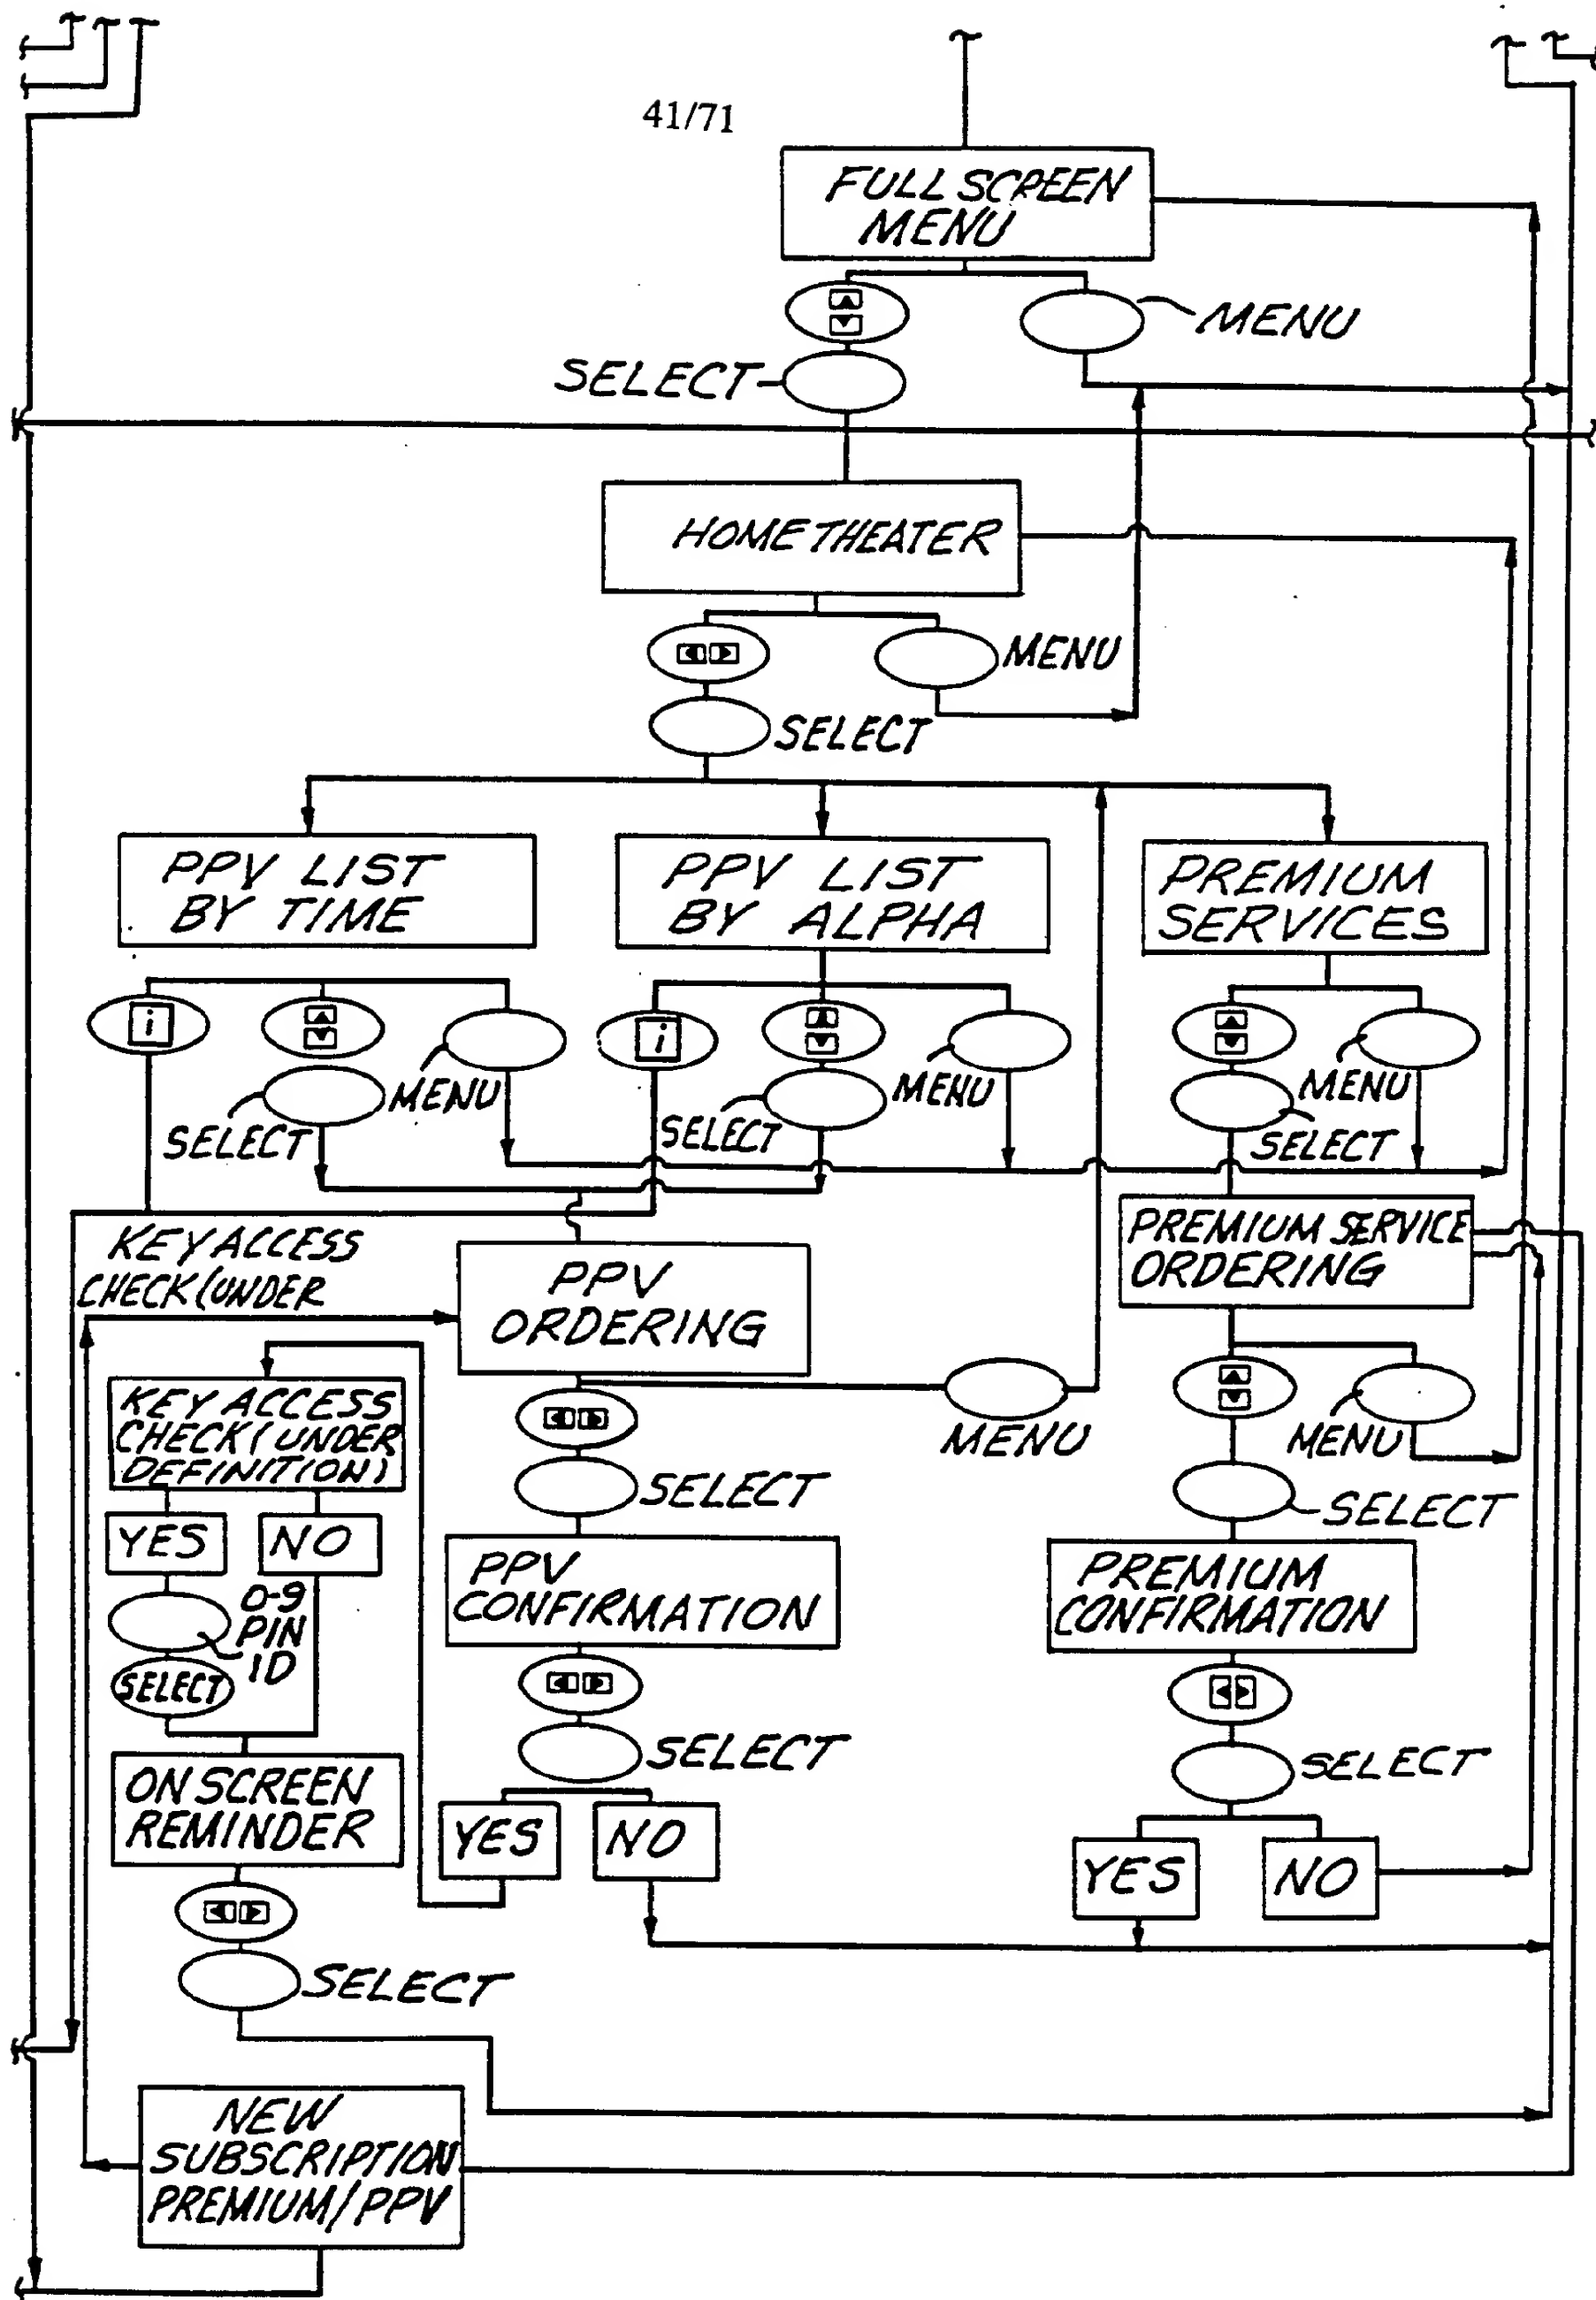 41/71
FULL SCREEN
MENU
MENU
SELECT
HOME THEATER
MENU
SELECT
PPV LIST
BY TIME
PPV LIST
BY ALPHA
PREMIUM
SERVICES
i
MENU
SELECT
i
MENU
SELECT
MENU
SELECT
KEY ACCESS
CHECK (UNDER
PPV
ORDERING
PREMIUM SERVICE
ORDERING
KEY ACCESS
CHECK (UNDER
DEFINITION)
MENU
MENU
SELECT
SELECT
YES
NO
0-9
PIN
ID
SELECT
PPV
CONFIRMATION
PREMIUM
CONFIRMATION
SELECT
SELECT
ON SCREEN
REMINDER
YES
NO
YES
NO
SELECT
NEW
SUBSCRIPTION
PREMIUM/PPV